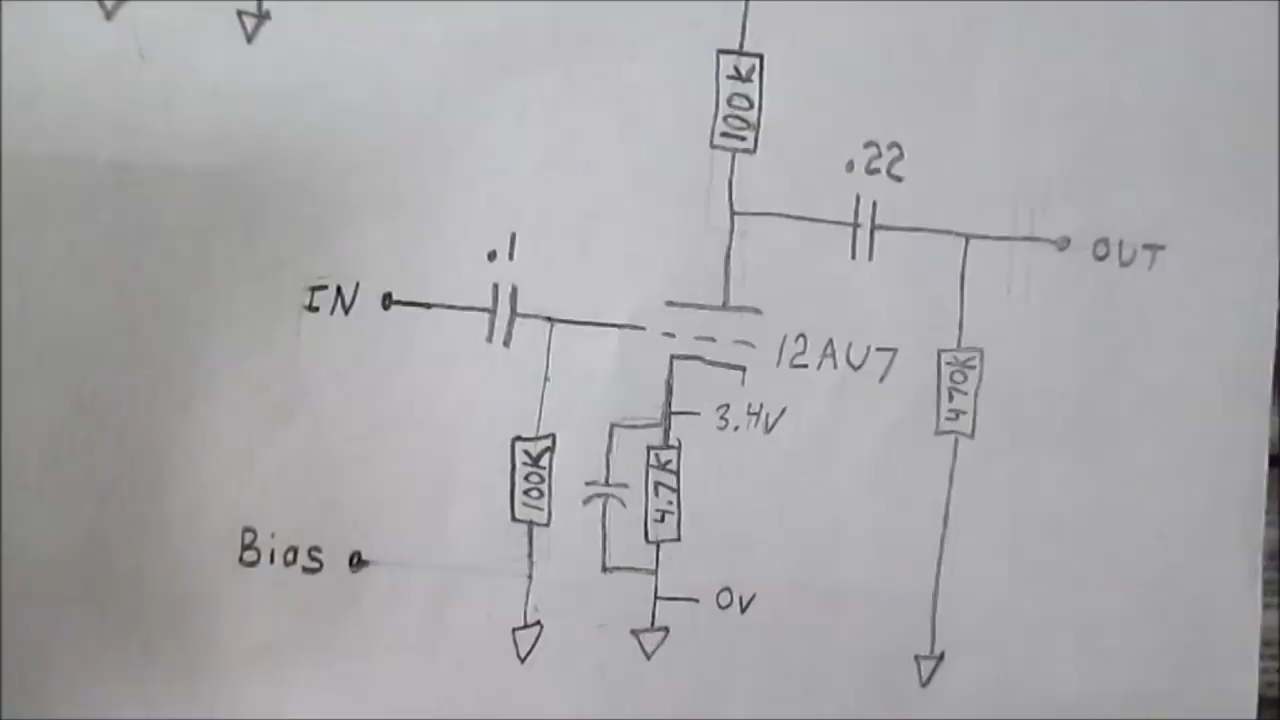 100K
.22
OUT
.1
IN
12AU7
3.4V
470K
100K
4.7K
Bias
0V